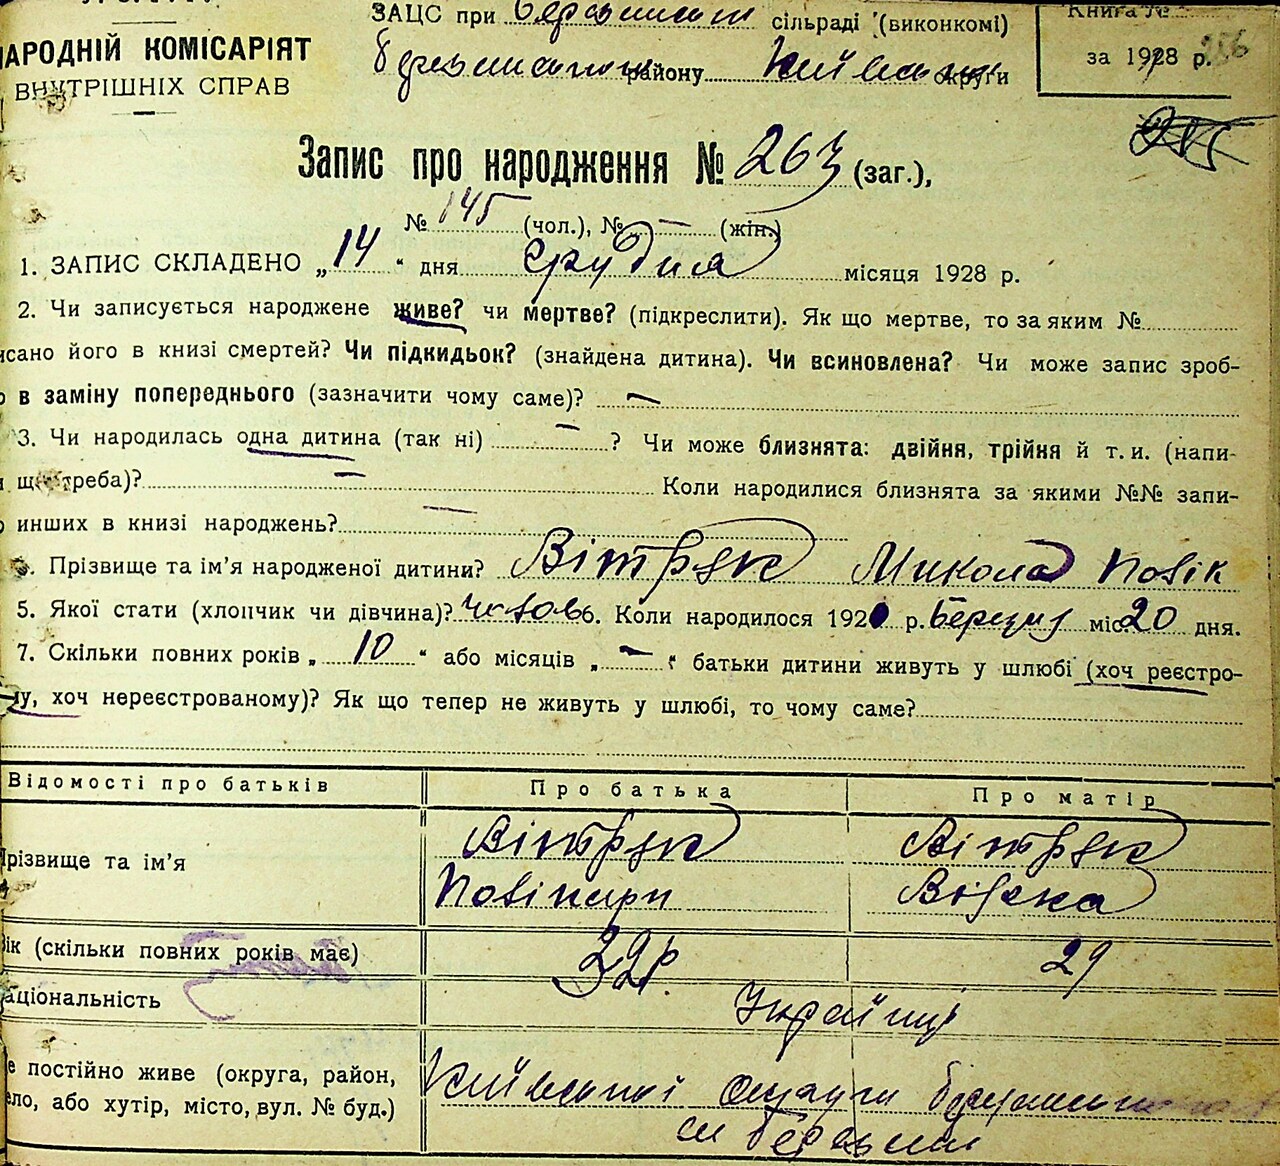 ЗАЦС при сільраді (виконкомі)
НАРОДНІЙ КОМІСАРІЯТ
ВНУТРІШНІХ СПРАВ
району округи
Книга №
за 1928 р.
Запис про народження № 263 (заг.),
№ 145 (чол.), № — (жін.)
1. ЗАПИС СКЛАДЕНО „14“ дня грудня місяця 1928 р.
2. Чи записується народжене живе? чи мертве? (підкреслити). Як що мертве, то за яким №
исано його в книзі смертей? Чи підкидьок? (знайдена дитина). Чи всиновлена? Чи може запис зроб-
о в заміну попереднього (зазначити чому саме)? —
3. Чи народилась одна дитина (так ні) — ? Чи може близнята: двійня, трійня й т. и. (напи-
що треба)? — Коли народилися близнята за якими №№ запи-
о инших в книзі народжень? —
Прізвище та ім’я народженої дитини? Вітрук Микола
5. Якої стати (хлопчик чи дівчина)? чолов 6. Коли народилося 192 р. Березня міс. 20 дня.
7. Скільки повних років „10“ або місяців „—“ батьки дитини живуть у шлюбі (хоч реєстро-
му, хоч нереєстрованому)? Як що тепер не живуть у шлюбі, то чому саме?
Відомості про батьків Про батька Про матір
Прізвище та ім’я Вітрук Вітрук
Вік (скільки повних років має) 32 р. 29
національність Українці
е постійно живе (округа, район, Київської Округи
ело, або хутір, місто, вул. № буд.)